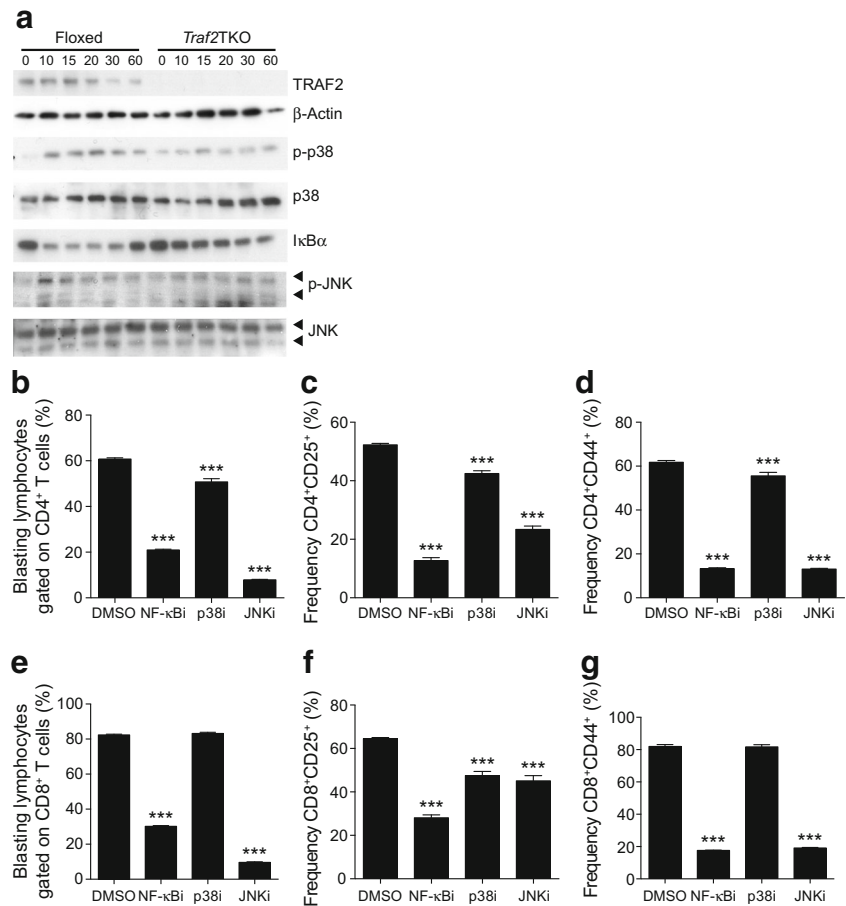 a
Floxed Traf2TKO
0 10 15 20 30 60 0 10 15 20 30 60
TRAF2
β-Actin
p-p38
p38
IκBα
p-JNK
JNK
b
Blasting lymphocytes
gated on CD4⁺ T cells (%)
80
60
40
20
0
***
***
***
DMSO NF-κBi p38i JNKi
c
Frequency CD4⁺CD25⁺ (%)
60
40
20
0
***
***
***
DMSO NF-κBi p38i JNKi
d
Frequency CD4⁺CD44⁺ (%)
80
60
40
20
0
***
***
***
DMSO NF-κBi p38i JNKi
e
Blasting lymphocytes
gated on CD8⁺ T cells (%)
100
80
60
40
20
0
***
***
DMSO NF-κBi p38i JNKi
f
Frequency CD8⁺CD25⁺ (%)
80
60
40
20
0
***
***
***
DMSO NF-κBi p38i JNKi
g
Frequency CD8⁺CD44⁺ (%)
100
80
60
40
20
0
***
***
DMSO NF-κBi p38i JNKi